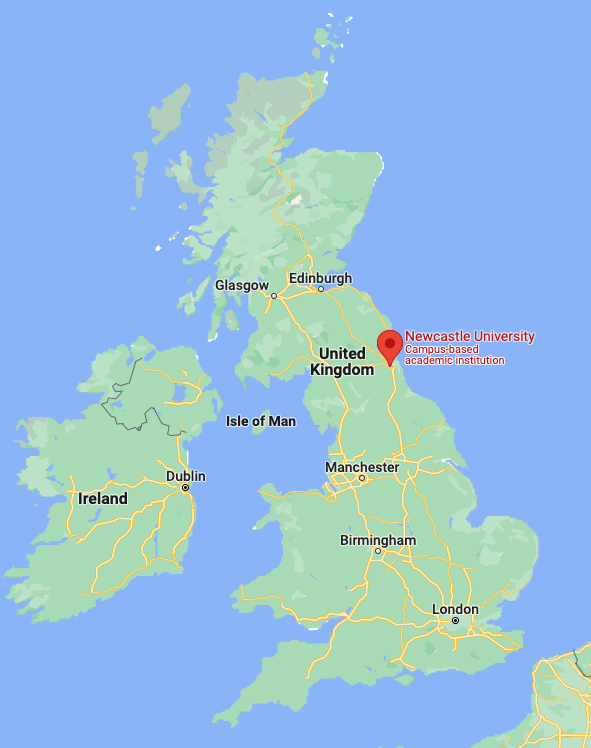 Glasgow
Edinburgh
Newcastle University
Campus-based
academic institution
United
Kingdom
Isle of Man
Manchester
Dublin
Ireland
Birmingham
London